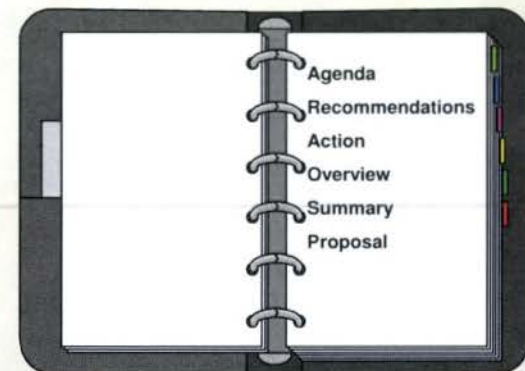 Agenda
Recommendations
Action
Overview
Summary
Proposal